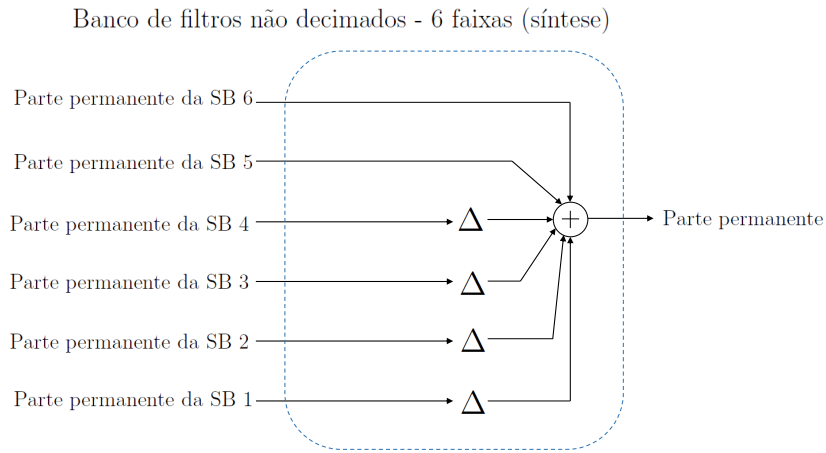 Banco de filtros não decimados - 6 faixas (síntese)
Parte permanente da SB 6
Parte permanente da SB 5
Parte permanente da SB 4
Δ
+
Parte permanente
Parte permanente da SB 3
Δ
Parte permanente da SB 2
Δ
Parte permanente da SB 1
Δ